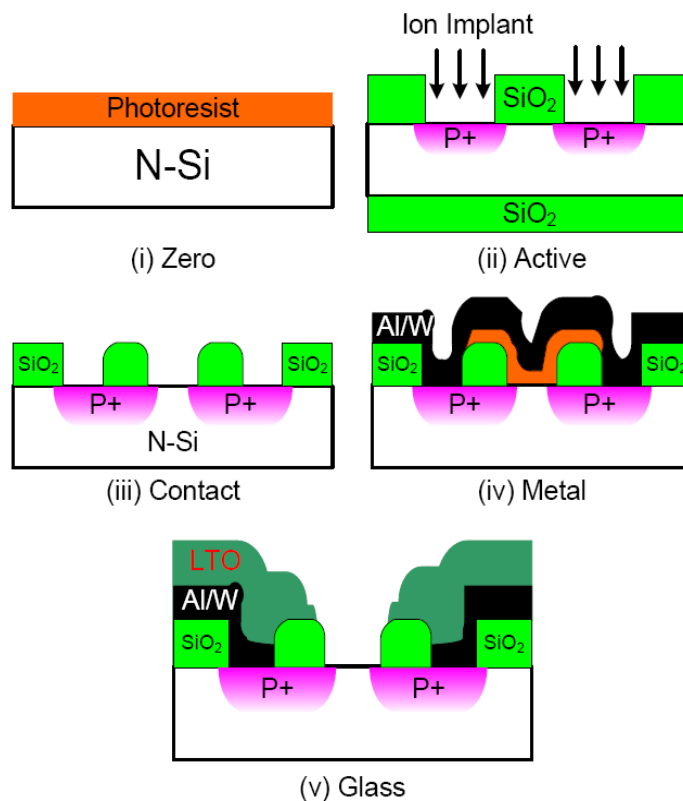 Ion Implant
Photoresist
N-Si
SiO2
P+
P+
SiO2
(i) Zero
(ii) Active
SiO2
SiO2
P+
P+
N-Si
(iii) Contact
Al/W
SiO2
SiO2
P+
P+
(iv) Metal
LTO
Al/W
SiO2
SiO2
P+
P+
(v) Glass